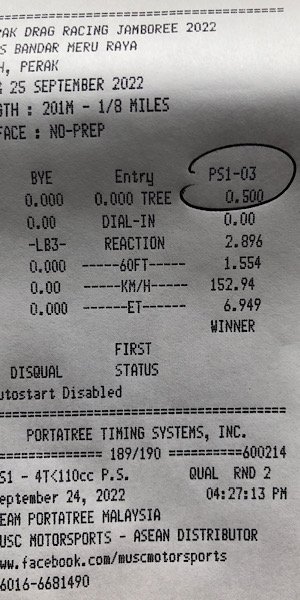 AK DRAG RACING JAMBOREE 2022
S BANDAR MERU RAYA
H, PERAK
25 SEPTEMBER 2022
GTH : 201M - 1/8 MILES
FACE : NO-PREP
BYE Entry PS1-03
0.000 0.000 TREE 0.500
0.00 DIAL-IN 0.00
-LB3- REACTION 2.896
0.000 ------60FT------ 1.554
0.00 ------KM/H------ 152.94
0.000 -------ET------- 6.949
WINNER
FIRST
DISQUAL STATUS
utostart Disabled
PORTATREE TIMING SYSTEMS, INC.
============ 189/190 ==========600214
S1 - 4T<110cc P.S. QUAL RND 2
eptember 24, 2022 04:27:13 PM
EAM PORTATREE MALAYSIA
USC MOTORSPORTS - ASEAN DISTRIBUTOR
ww.facebook.com/muscmotorsports
6016-6681490